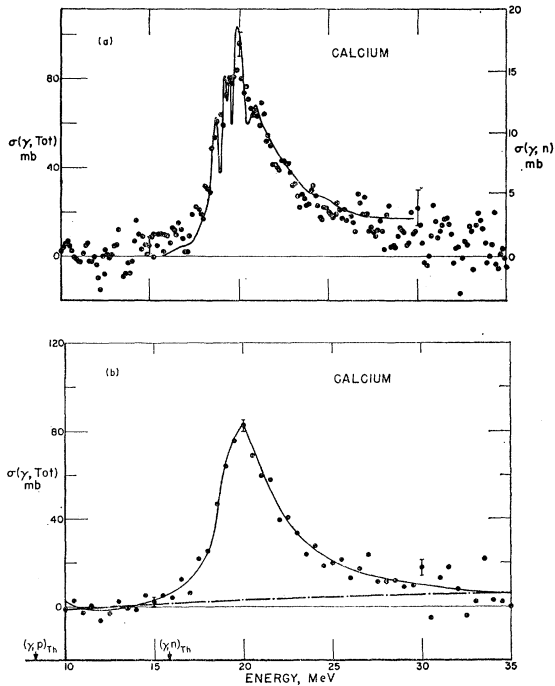 20
(a)
CALCIUM
80
15
σ(γ,Tot)
mb
10
σ(γ,n)
mb
40
5
0
0
120
(b)
CALCIUM
80
σ(γ,Tot)
mb
40
0
(γ,p)Th
(γ,n)Th
10
15
20
25
30
35
ENERGY, MeV